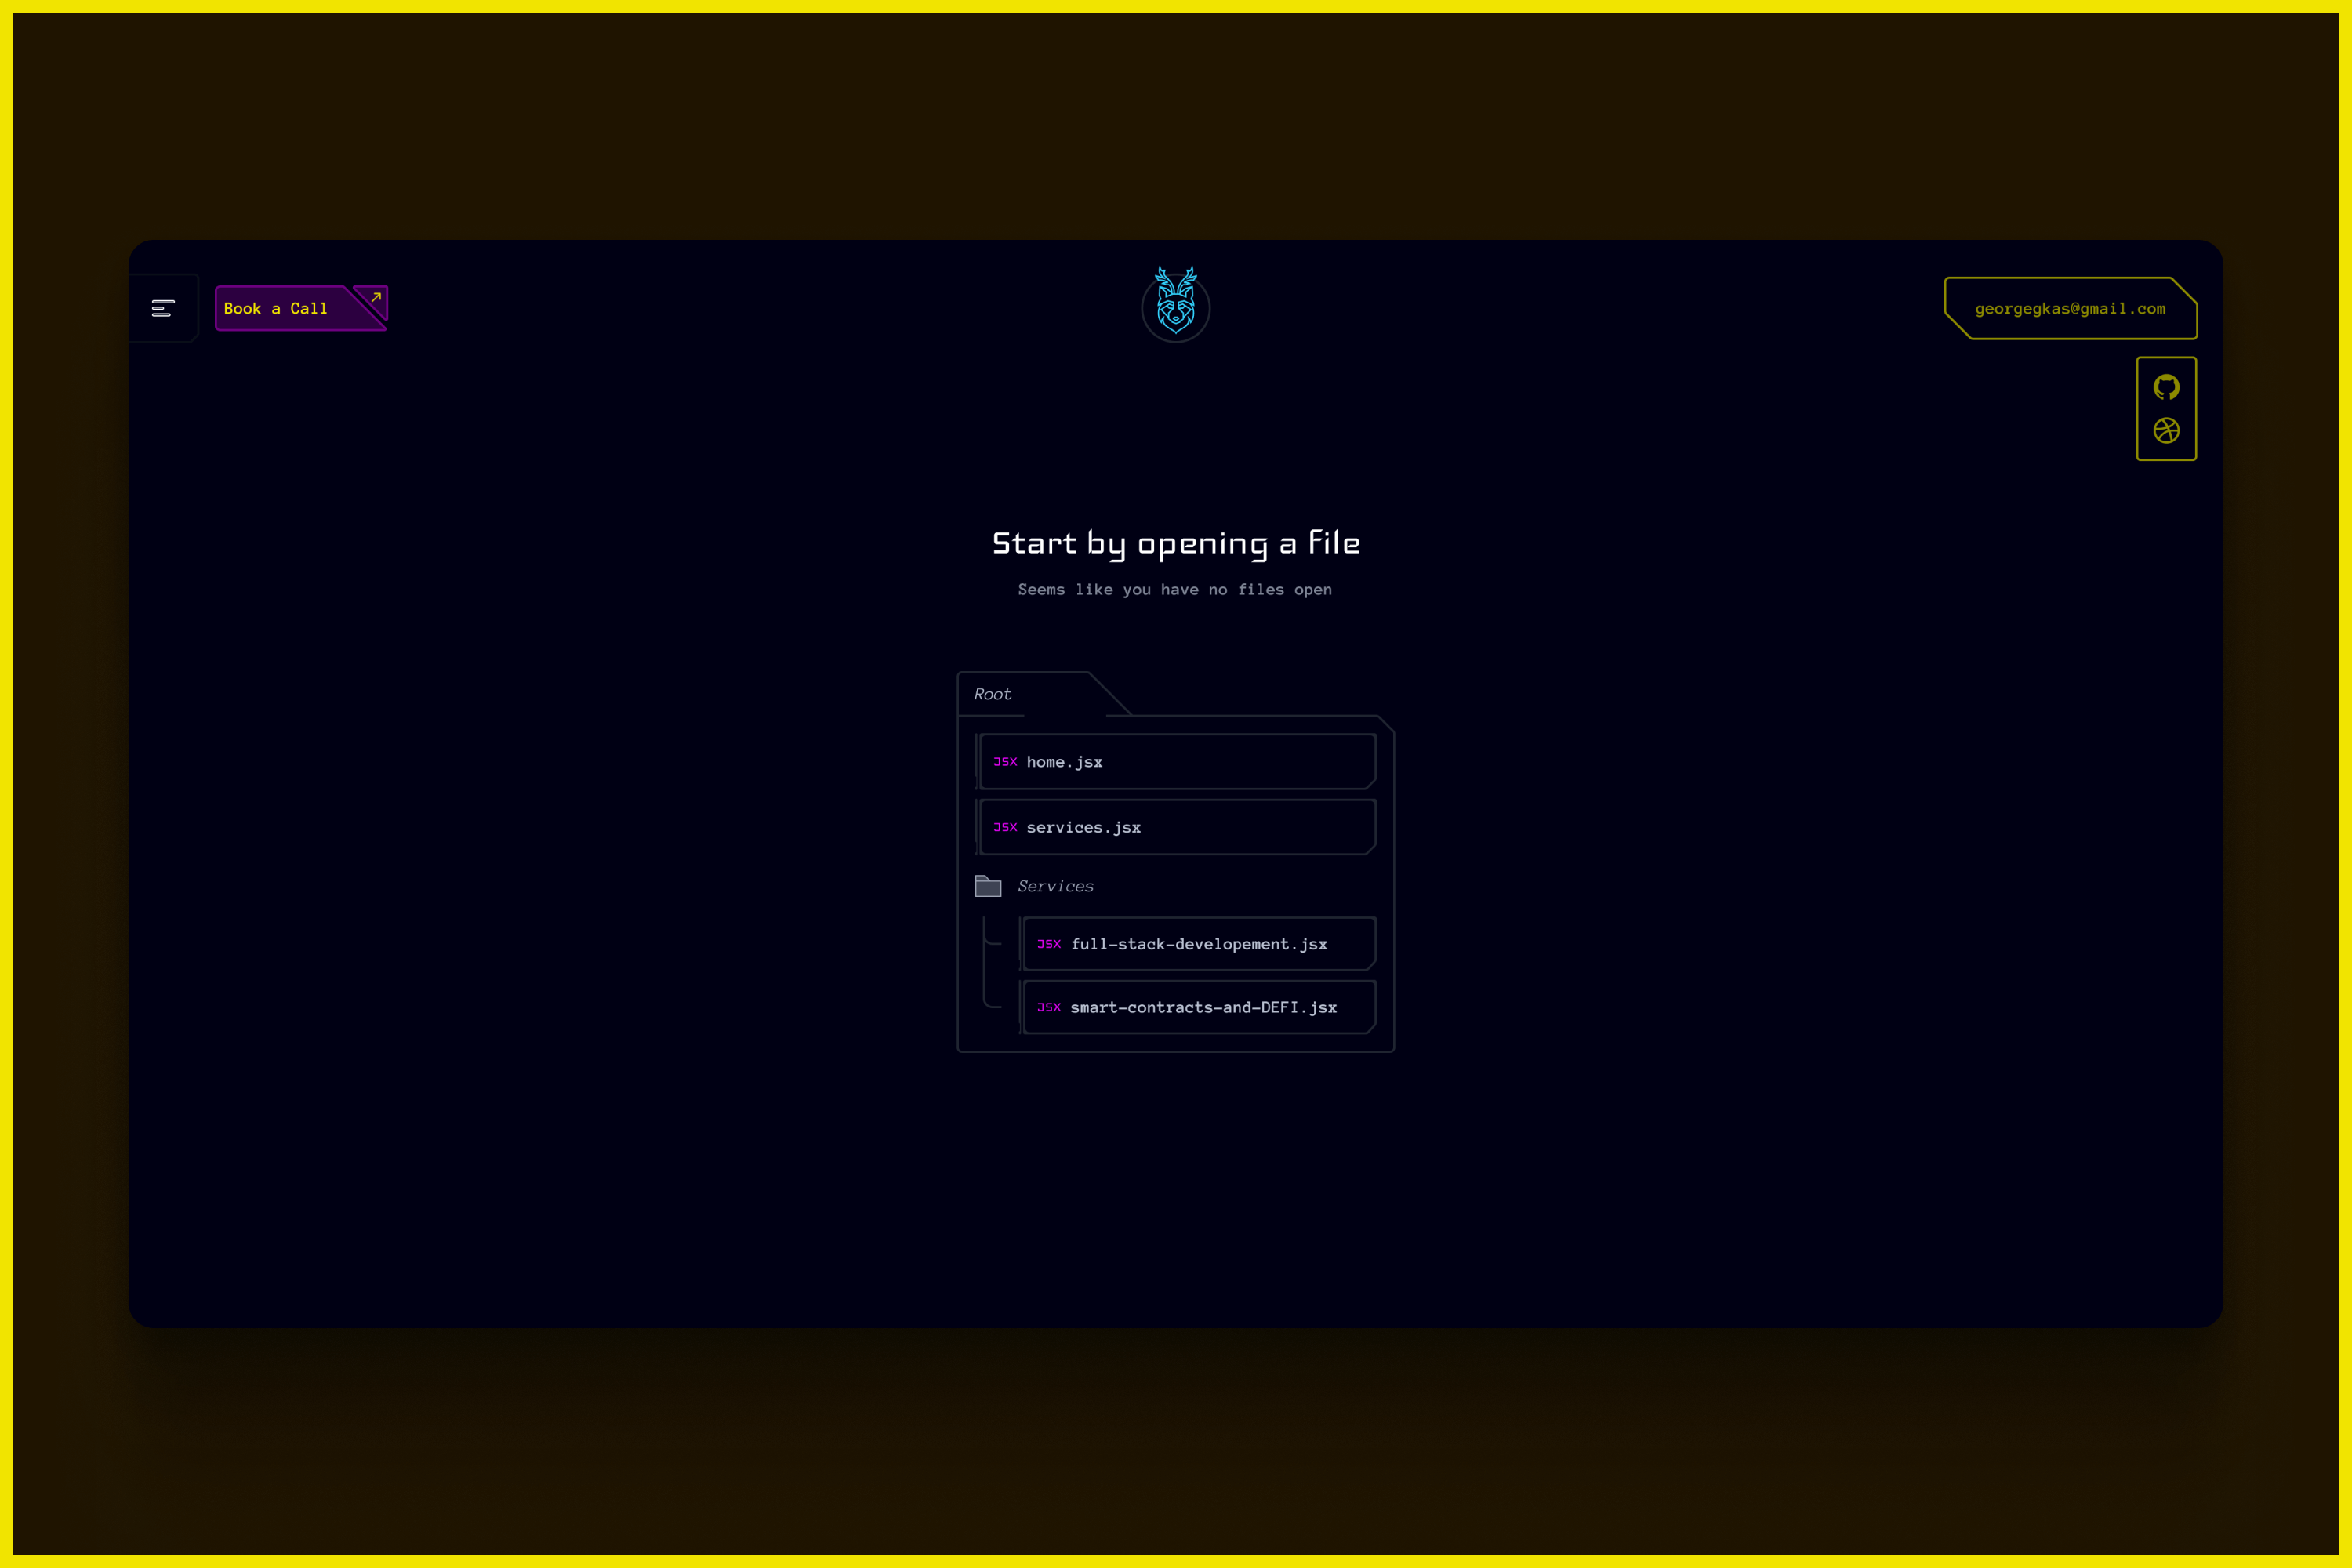 Book a Call
georgegkas@gmail.com
Start by opening a file
Seems like you have no files open
Root
JSX home.jsx
JSX services.jsx
Services
JSX full-stack-developement.jsx
JSX smart-contracts-and-DEFI.jsx